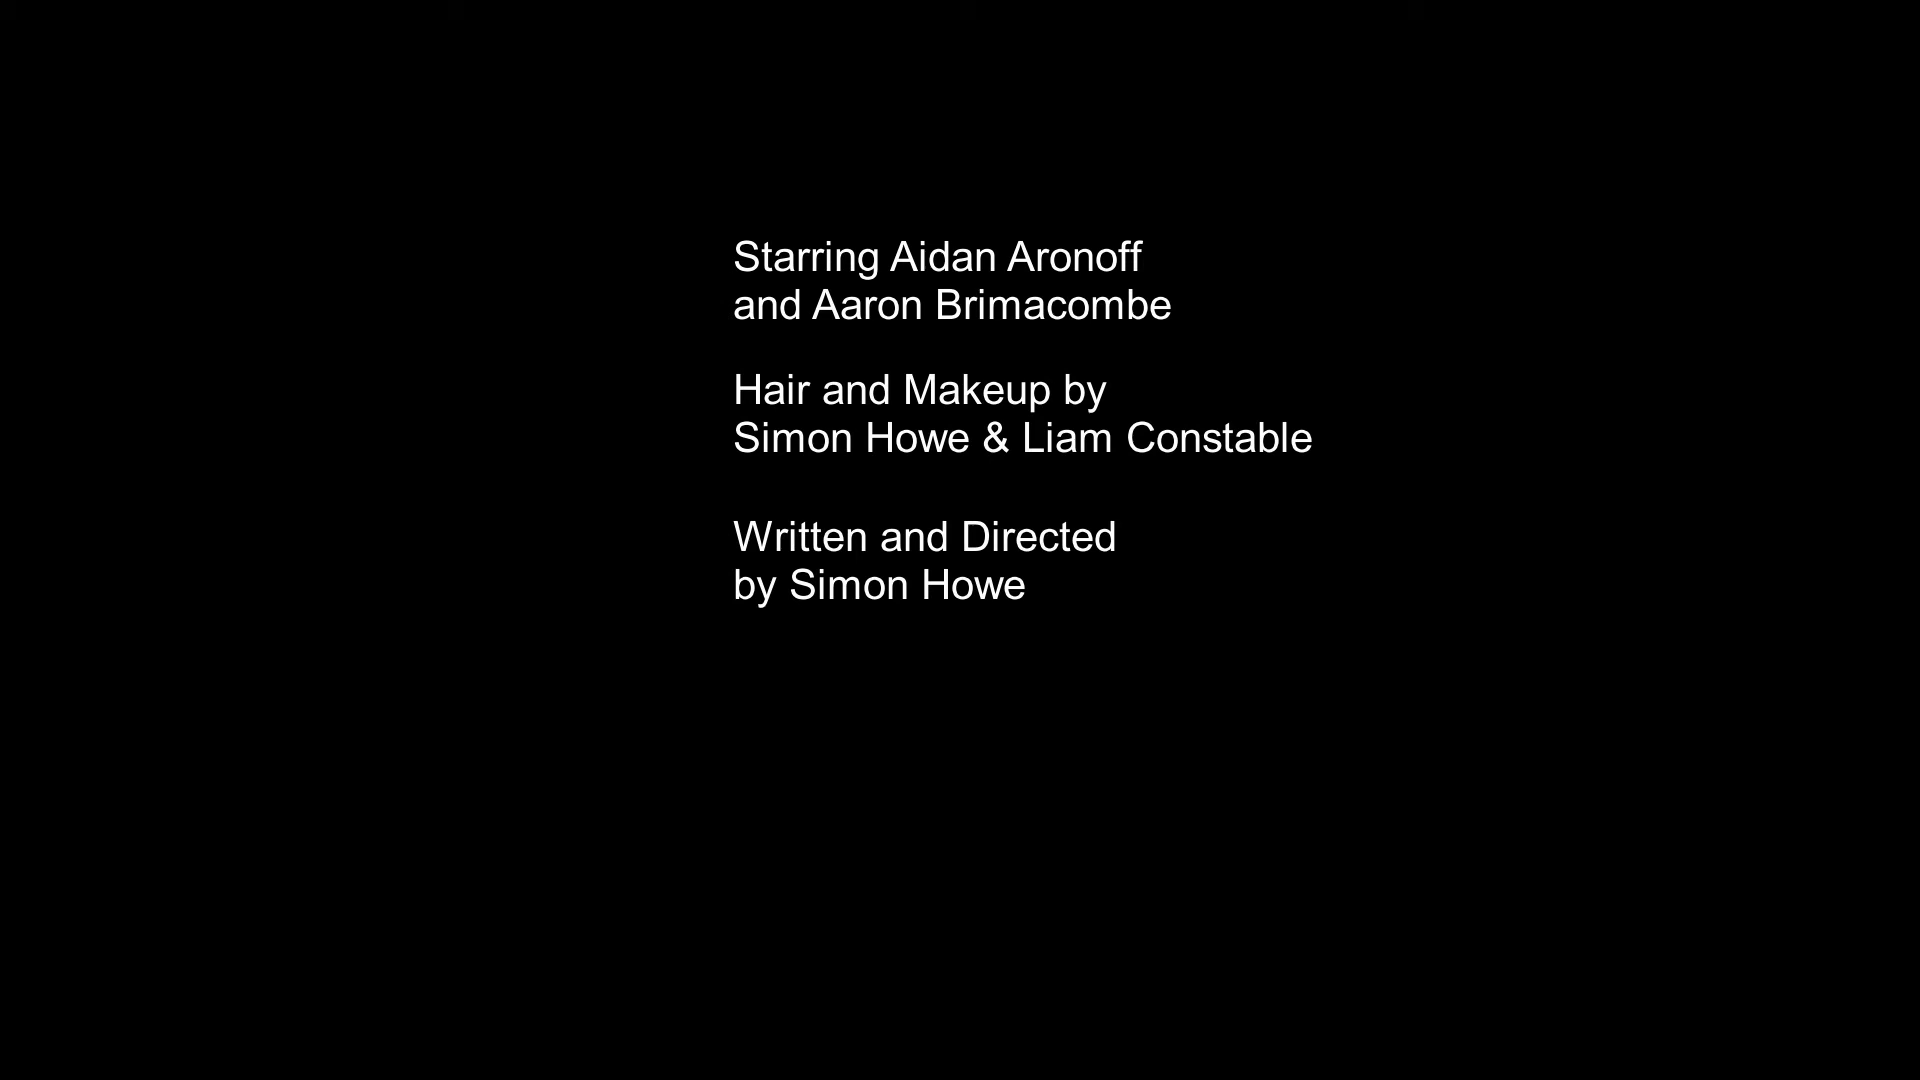 Starring Aidan Aronoff
and Aaron Brimacombe
Hair and Makeup by
Simon Howe & Liam Constable
Written and Directed
by Simon Howe